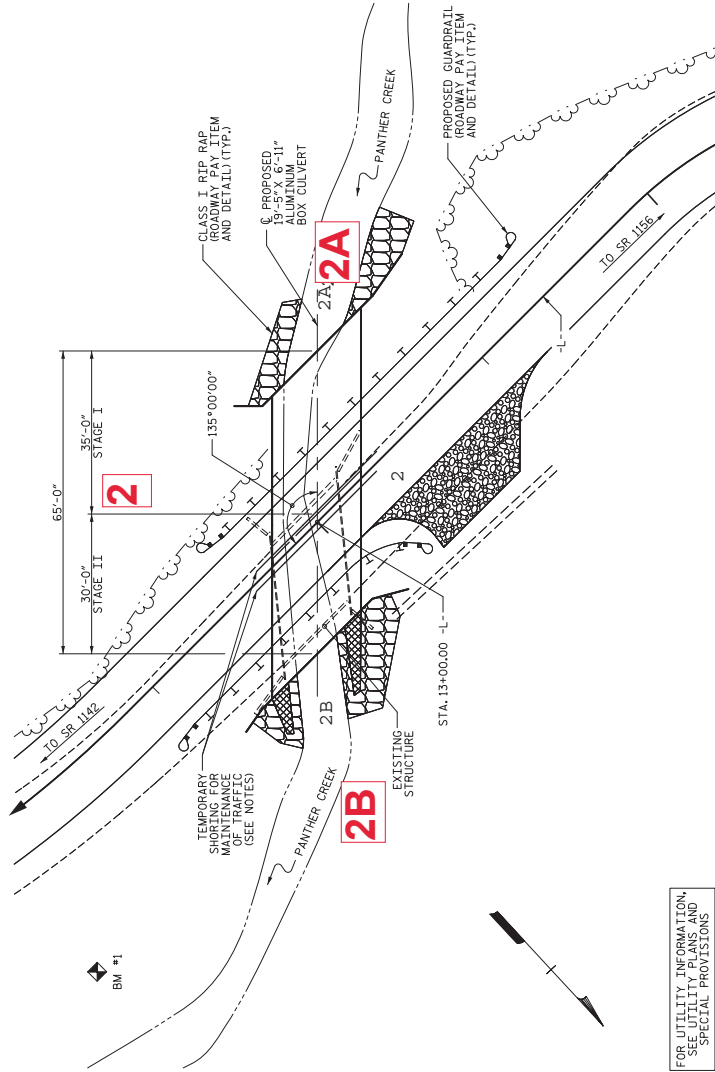 CLASS I RIP RAP
(ROADWAY PAY ITEM
AND DETAIL)(TYP.)
℄ PROPOSED
19'-5"X 6'-11"
ALUMINUM
BOX CULVERT
PANTHER CREEK
PROPOSED GUARDRAIL
(ROADWAY PAY ITEM
AND DETAIL)(TYP.)
2A
2A
65'-0"
35'-0"
STAGE I
30'-0"
STAGE II
2
135°00'00"
TO SR 1156
-L-
2
TO SR 1142
TEMPORARY
SHORING FOR
MAINTENANCE
OF TRAFFIC
(SEE NOTES)
2B
2B
PANTHER CREEK
EXISTING
STRUCTURE
STA.13+00.00 -L-
BM #1
FOR UTILITY INFORMATION,
SEE UTILITY PLANS AND
SPECIAL PROVISIONS